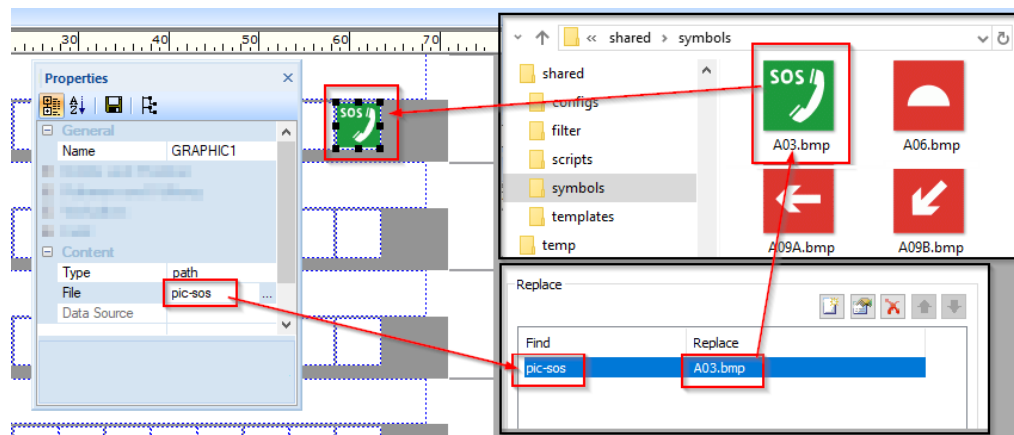 30 40 50 60 70
Properties
General
Name GRAPHIC1
Content
Type path
File pic-sos ...
Data Source
SOS
« shared › symbols
shared
configs
filter
scripts
symbols
templates
temp
SOS
A03.bmp A06.bmp
A09A.bmp A09B.bmp
Replace
Find Replace
pic-sos A03.bmp